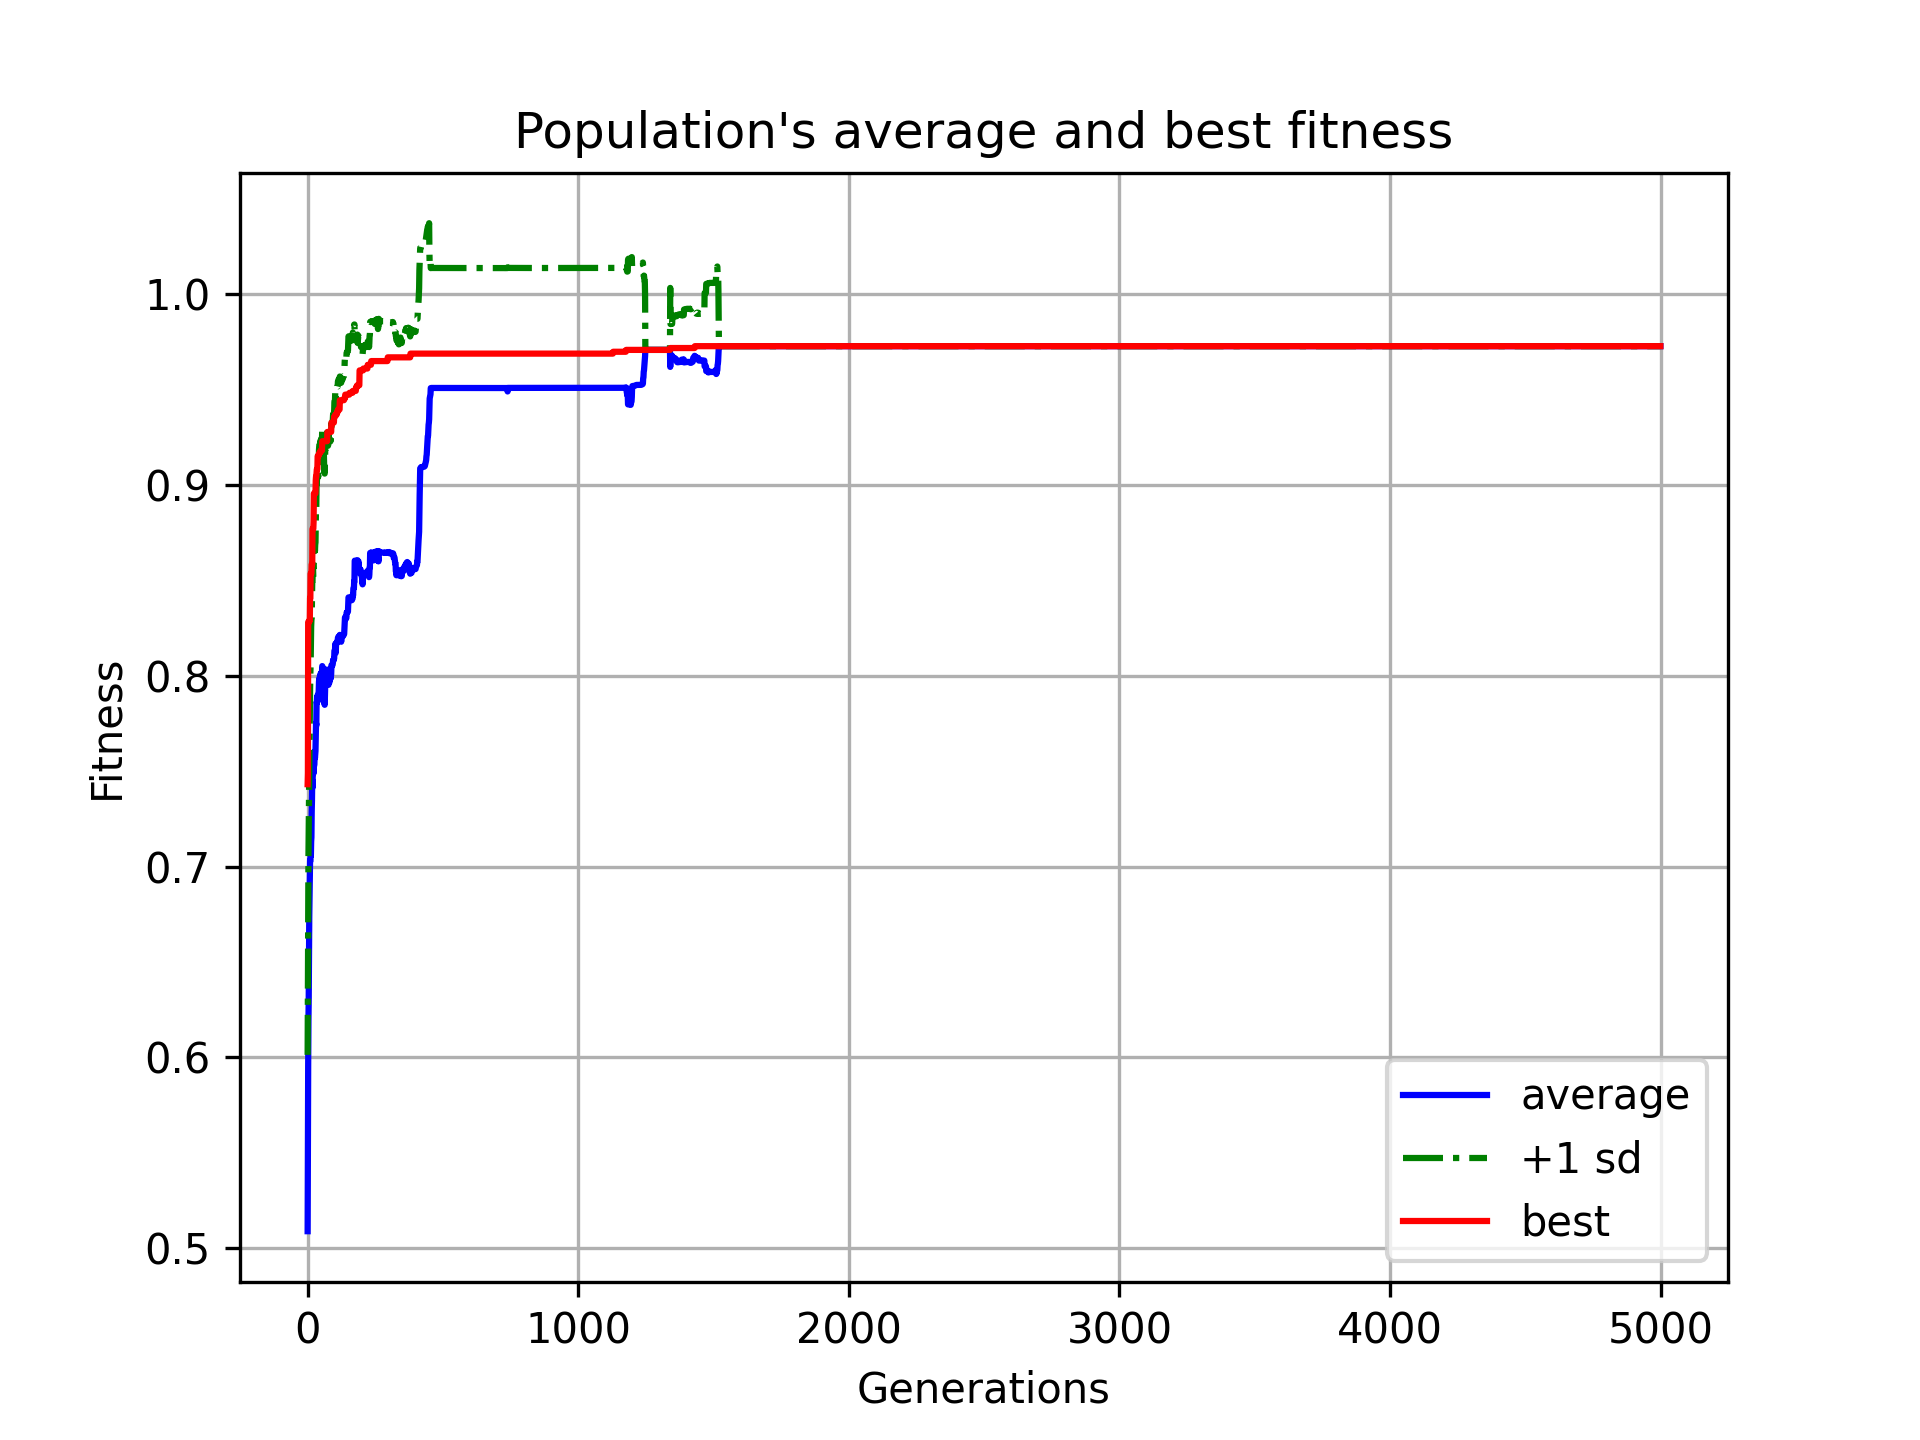 Population's average and best fitness
1.0
0.9
0.8
0.7
0.6
0.5
Fitness
average
+1 sd
best
0 1000 2000 3000 4000 5000
Generations